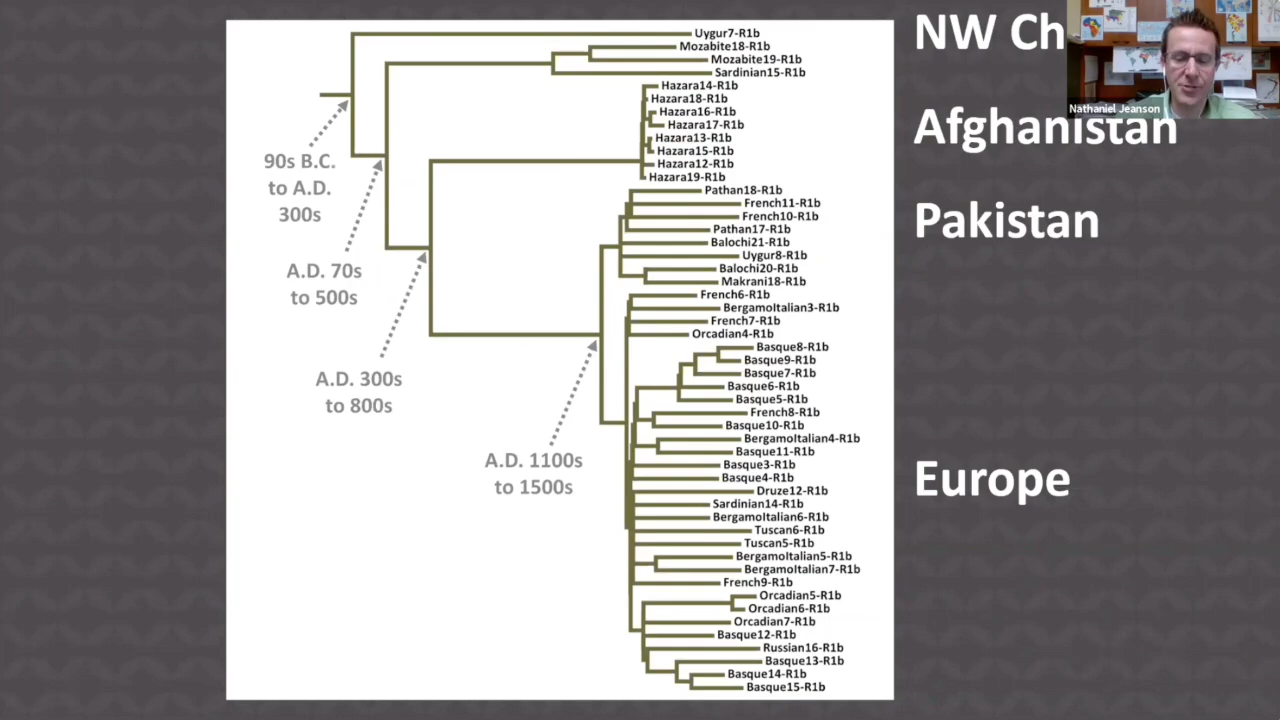 Uygur7-R1b
Mozabite18-R1b
Mozabite19-R1b
Sardinian15-R1b
Hazara14-R1b
Hazara18-R1b
Hazara16-R1b
Hazara17-R1b
Hazara13-R1b
Hazara15-R1b
Hazara12-R1b
Hazara19-R1b
Pathan18-R1b
French11-R1b
French10-R1b
Pathan17-R1b
Balochi21-R1b
Uygur8-R1b
Balochi20-R1b
Makrani18-R1b
French6-R1b
BergamoItalian3-R1b
French7-R1b
Orcadian4-R1b
Basque8-R1b
Basque9-R1b
Basque7-R1b
Basque6-R1b
Basque5-R1b
French8-R1b
Basque10-R1b
BergamoItalian4-R1b
Basque11-R1b
Basque3-R1b
Basque4-R1b
Druze12-R1b
Sardinian14-R1b
BergamoItalian6-R1b
Tuscan6-R1b
Tuscan5-R1b
BergamoItalian5-R1b
BergamoItalian7-R1b
French9-R1b
Orcadian5-R1b
Orcadian6-R1b
Orcadian7-R1b
Basque12-R1b
Russian16-R1b
Basque13-R1b
Basque14-R1b
Basque15-R1b
90s B.C.
to A.D.
300s
A.D. 70s
to 500s
A.D. 300s
to 800s
A.D. 1100s
to 1500s
NW Ch
Nathaniel Jeanson
Afghanistan
Pakistan
Europe